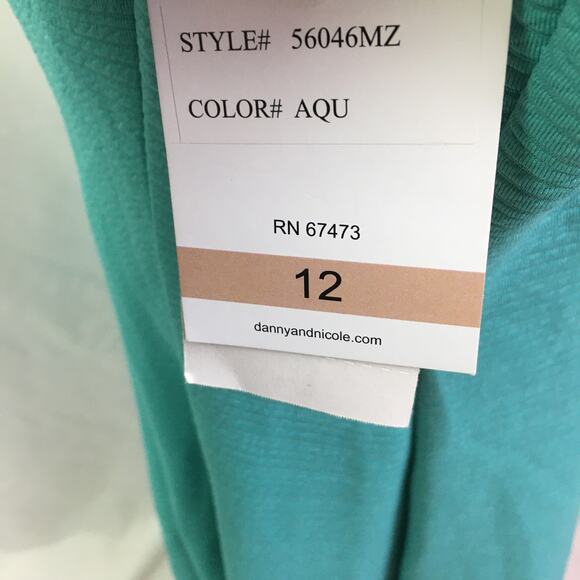 STYLE# 56046MZ
COLOR# AQU
RN 67473
12
dannyandnicole.com